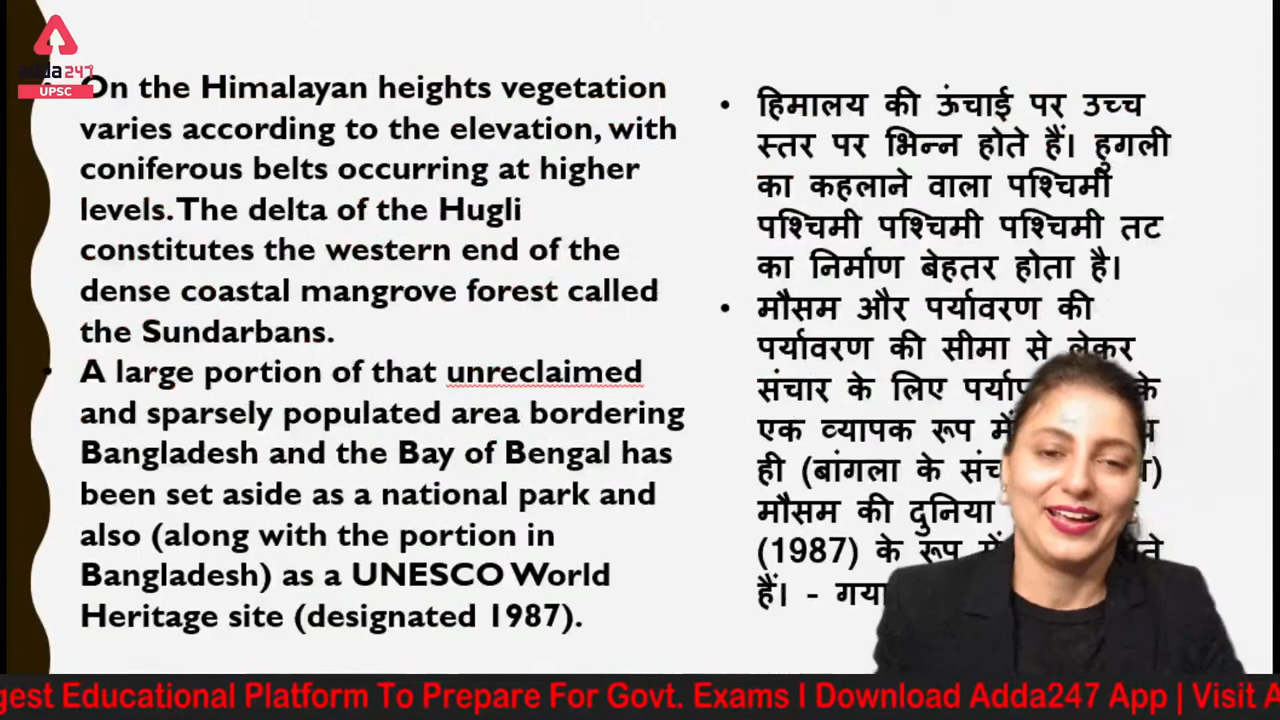 adda247
UPSC
On the Himalayan heights vegetation
varies according to the elevation, with
coniferous belts occurring at higher
levels. The delta of the Hugli
constitutes the western end of the
dense coastal mangrove forest called
the Sundarbans.
• A large portion of that unreclaimed
and sparsely populated area bordering
Bangladesh and the Bay of Bengal has
been set aside as a national park and
also (along with the portion in
Bangladesh) as a UNESCO World
Heritage site (designated 1987).
• हिमालय की ऊंचाई पर उच्च
स्तर पर भिन्न होते हैं। हुगली
का कहलाने वाला पश्चिमी
पश्चिमी पश्चिमी पश्चिमी तट
का निर्माण बेहतर होता है।
• मौसम और पर्यावरण की
पर्यावरण की सीमा से लेकर
संचार के लिए के
एक व्यापक रूप में
ही (बांगला के
मौसम की दुनिया
(1987) के रूप में
हैं। -
Educational Platform To Prepare For Govt. Exams I Download Adda247 App | Visit